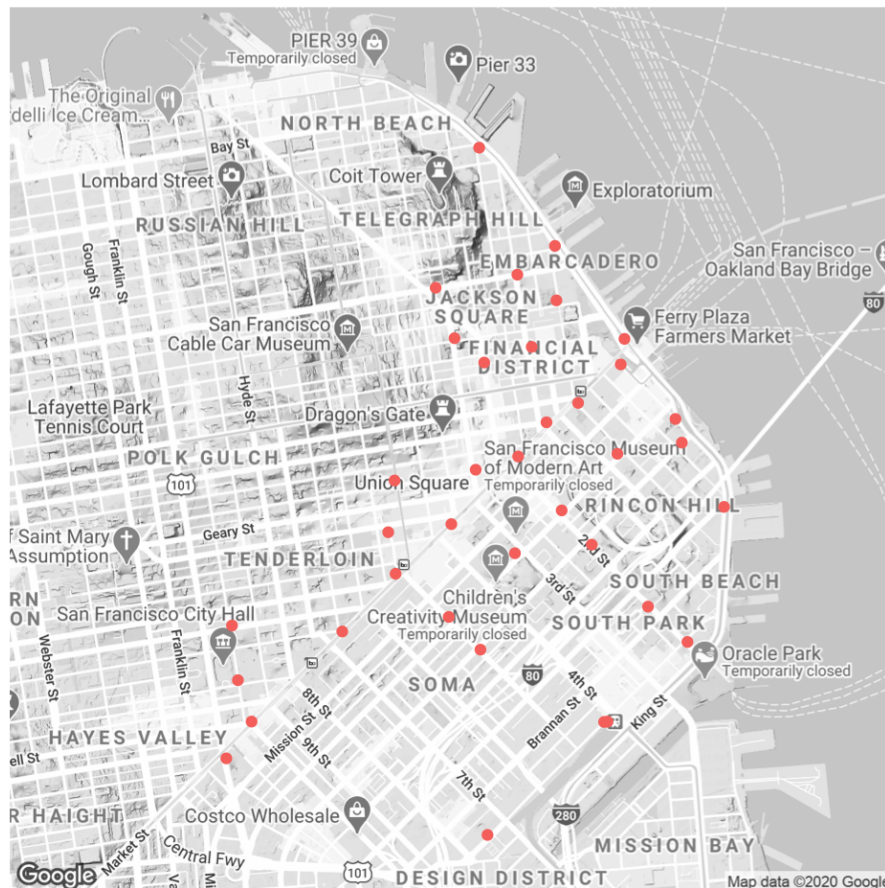 PIER 39
Temporarily closed
Pier 33
The Original
rdelli Ice Cream...
NORTH BEACH
Bay St
Lombard Street
Coit Tower
Exploratorium
RUSSIAN HILL
TELEGRAPH HILL
Gough St
Franklin St
EMBARCADERO
San Francisco –
Oakland Bay Bridge
80
JACKSON
SQUARE
San Francisco
Cable Car Museum
Ferry Plaza
Farmers Market
FINANCIAL
DISTRICT
Hyde St
Lafayette Park
Tennis Court
Dragon's Gate
POLK GULCH
San Francisco Museum
of Modern Art
Temporarily closed
101
Union Square
RINCON HILL
Geary St
of Saint Mary
Assumption
TENDERLOIN
2nd St
3rd St
SOUTH BEACH
Children's
Creativity Museum
Temporarily closed
San Francisco City Hall
SOUTH PARK
Webster St
Franklin St
Oracle Park
Temporarily closed
80
SOMA
4th St
King St
Brannan St
8th St
Mission St
9th St
HAYES VALLEY
ell St
7th St
R HAIGHT
Costco Wholesale
280
Market St
Central Fwy
MISSION BAY
101
DESIGN DISTRICT
Google
Map data ©2020 Google